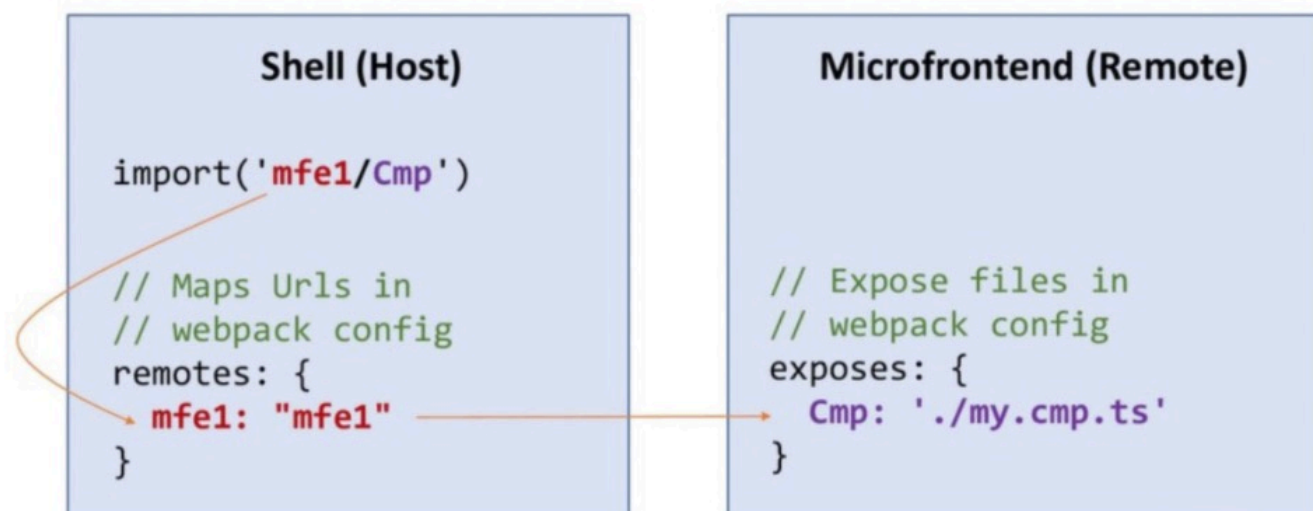 Shell (Host)
import('mfe1/Cmp')
// Maps Urls in
// webpack config
remotes: {
mfe1: "mfe1"
}
Microfrontend (Remote)
// Expose files in
// webpack config
exposes: {
Cmp: './my.cmp.ts'
}